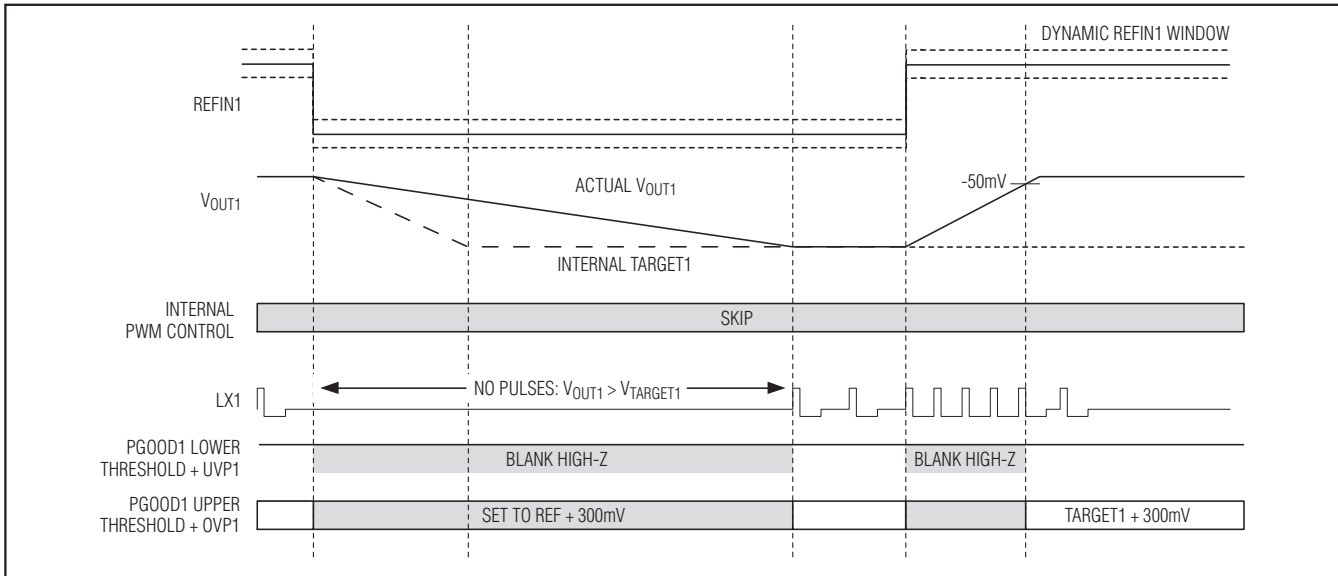 DYNAMIC REFIN1 WINDOW
REFIN1
-50mV
ACTUAL VOUT1
VOUT1
INTERNAL TARGET1
INTERNAL
PWM CONTROL
SKIP
NO PULSES: VOUT1 > VTARGET1
LX1
PGOOD1 LOWER
THRESHOLD + UVP1
BLANK HIGH-Z
BLANK HIGH-Z
PGOOD1 UPPER
THRESHOLD + OVP1
SET TO REF + 300mV
TARGET1 + 300mV